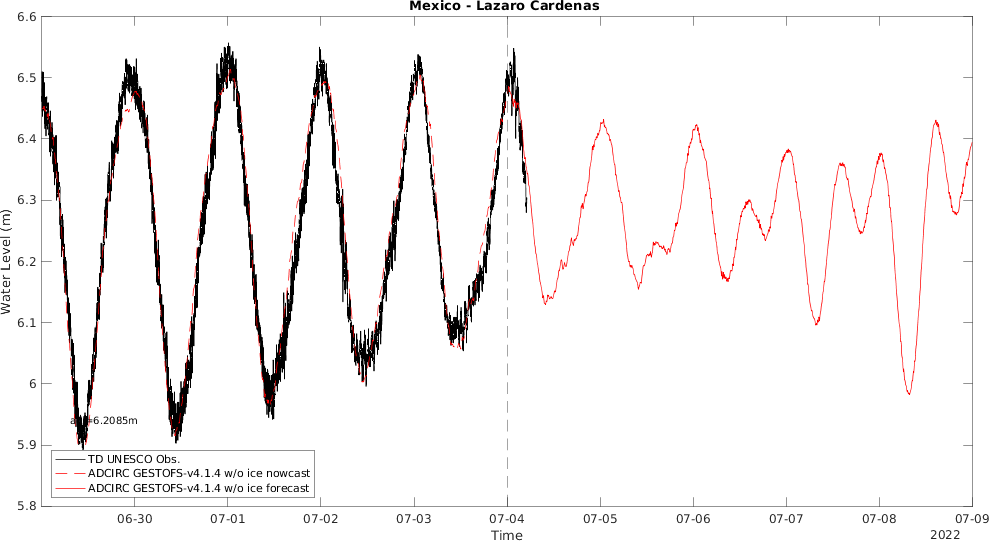 Mexico - Lazaro Cardenas
6.6
6.5
6.4
6.3
6.2
6.1
6
5.9
5.8
Water Level (m)
+6.2085m
TD UNESCO Obs.
ADCIRC GESTOFS-v4.1.4 w/o ice nowcast
ADCIRC GESTOFS-v4.1.4 w/o ice forecast
06-30
07-01
07-02
07-03
07-04
07-05
07-06
07-07
07-08
07-09
Time
2022